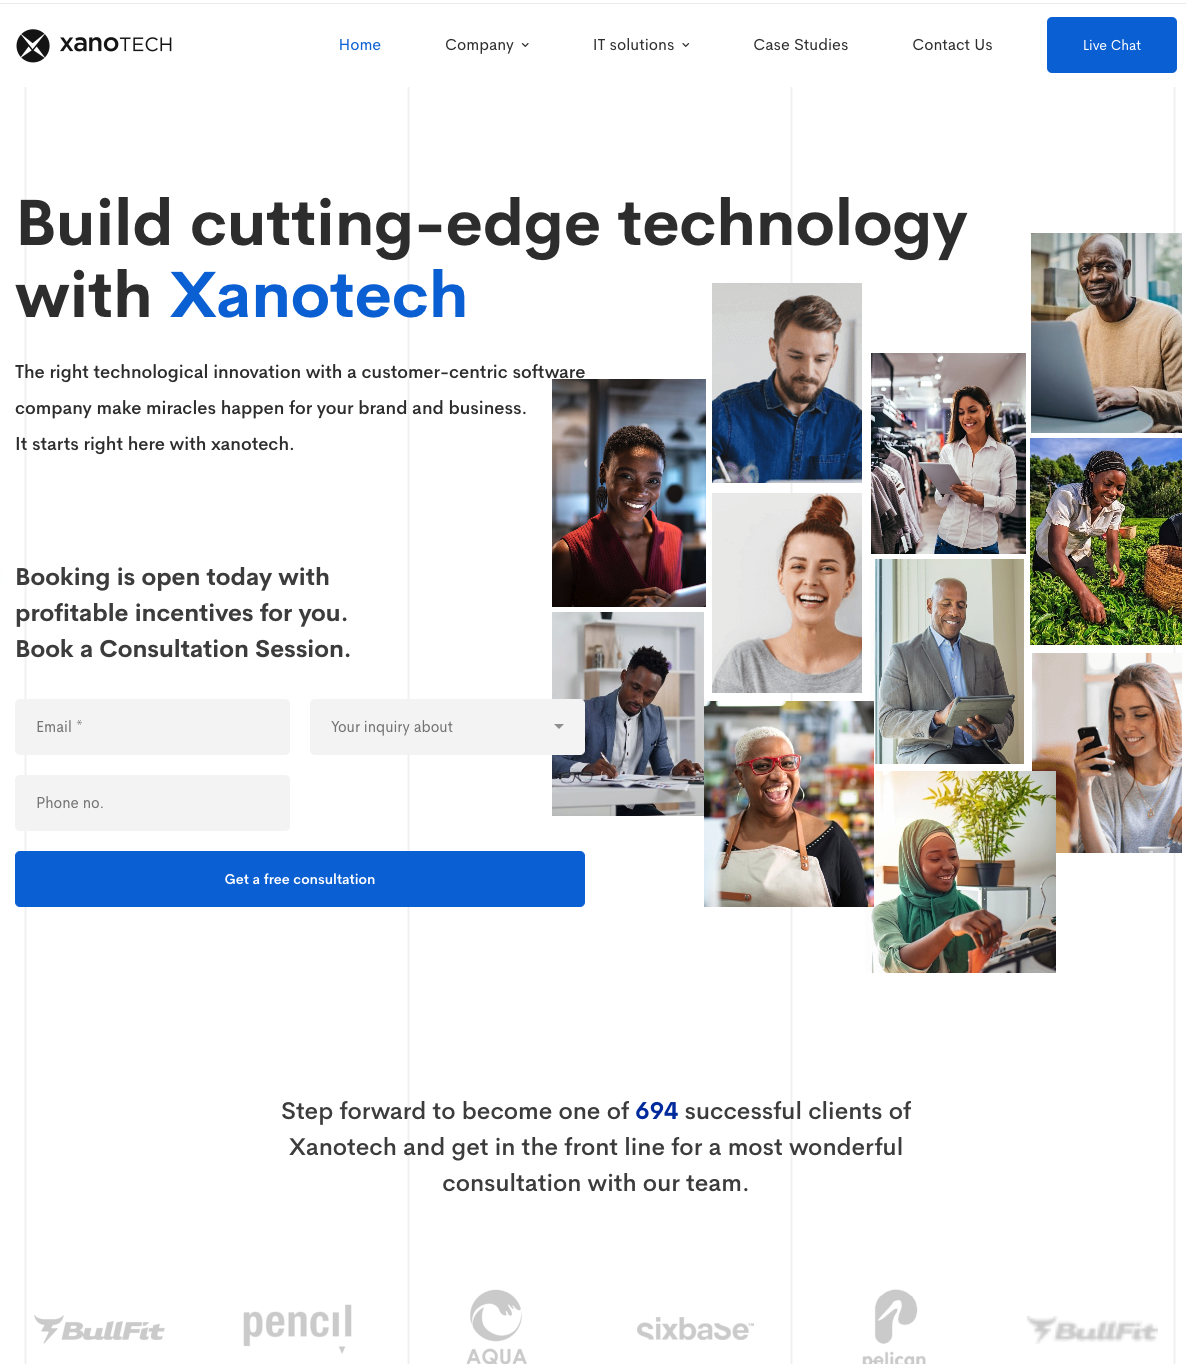 xanoTECH
Home
Company
IT solutions
Case Studies
Contact Us
Live Chat
Build cutting-edge technology
with Xanotech
The right technological innovation with a customer-centric software
company make miracles happen for your brand and business.
It starts right here with xanotech.
Booking is open today with
profitable incentives for you.
Book a Consultation Session.
Email *
Your inquiry about
Phone no.
Get a free consultation
Step forward to become one of 694 successful clients of
Xanotech and get in the front line for a most wonderful
consultation with our team.
BullFit
pencil
AQUA
sixbase™
pelican
BullFit